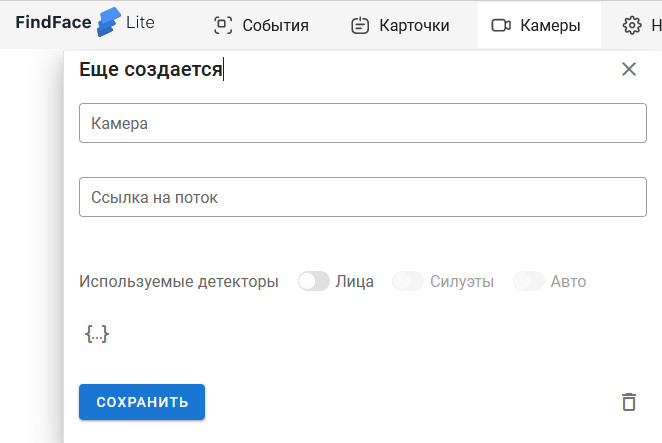 FindFace Lite События Карточки Камеры Н
Еще создается
Камера
Ссылка на поток
Используемые детекторы Лица Силуэты Авто
{...}
СОХРАНИТЬ